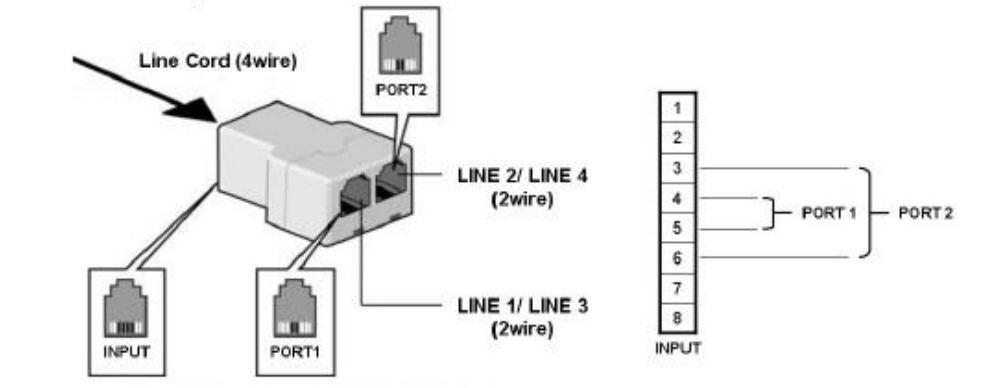 Line Cord (4wire)
PORT2
LINE 2/ LINE 4
(2wire)
LINE 1/ LINE 3
(2wire)
INPUT
PORT1
1
2
3
4
5
6
7
8
PORT 1
PORT 2
INPUT